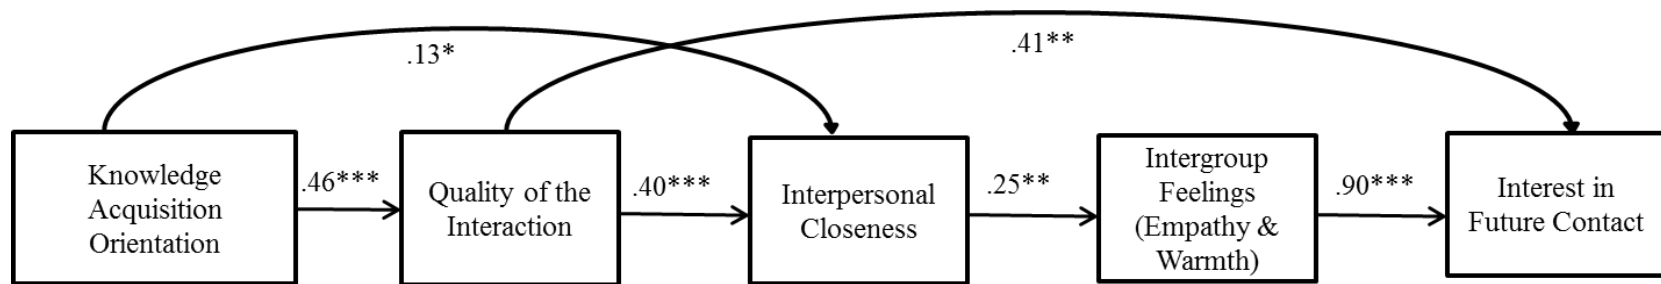 .13*
.41**
Knowledge
Acquisition
Orientation
.46***
Quality of the
Interaction
.40***
Interpersonal
Closeness
.25**
Intergroup
Feelings
(Empathy &
Warmth)
.90***
Interest in
Future Contact